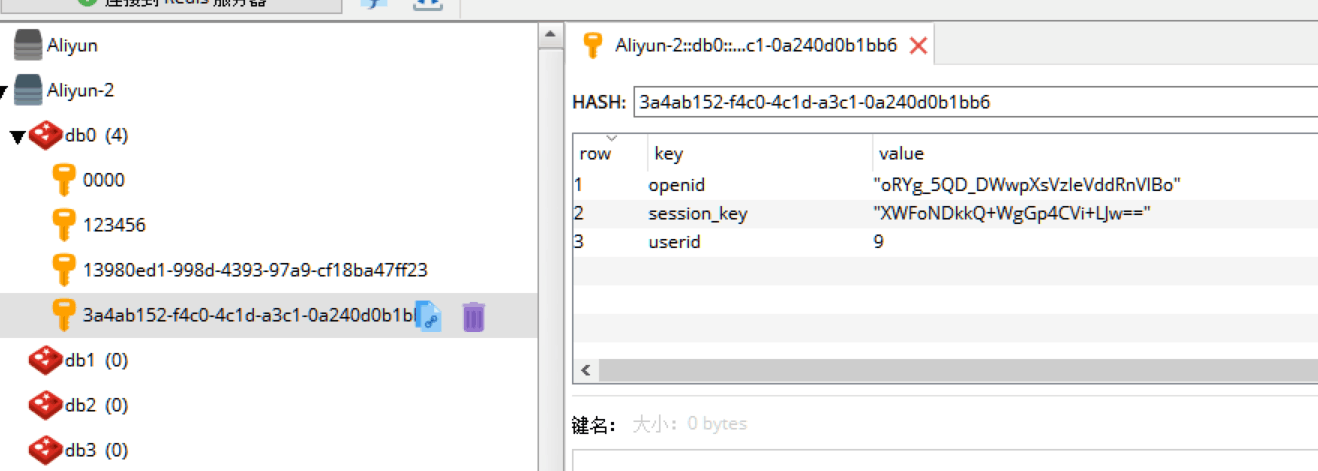 连接到 Redis 服务器
Aliyun
Aliyun-2
db0 (4)
0000
123456
13980ed1-998d-4393-97a9-cf18ba47ff23
3a4ab152-f4c0-4c1d-a3c1-0a240d0b1b
db1 (0)
db2 (0)
db3 (0)
Aliyun-2::db0::...c1-0a240d0b1bb6
HASH: 3a4ab152-f4c0-4c1d-a3c1-0a240d0b1bb6
row key value
1 openid "oRYg_5QD_DWwpXsVzleVddRnVlBo"
2 session_key "XWFoNDkkQ+WgGp4CVi+LJw=="
3 userid 9
键名: 大小: 0 bytes